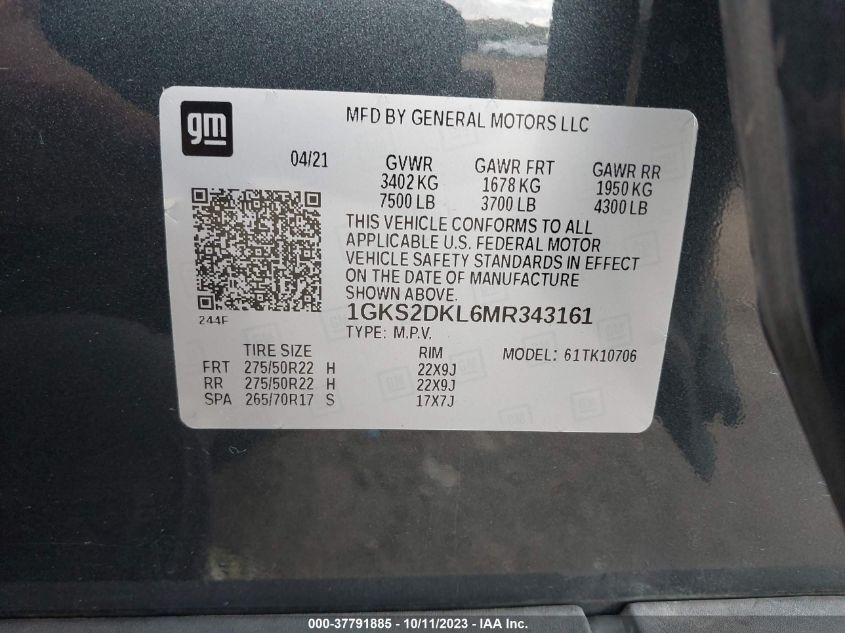 gm
MFD BY GENERAL MOTORS LLC
04/21 GVWR GAWR FRT GAWR RR
3402 KG 1678 KG 1950 KG
7500 LB 3700 LB 4300 LB
THIS VEHICLE CONFORMS TO ALL
APPLICABLE U.S. FEDERAL MOTOR
VEHICLE SAFETY STANDARDS IN EFFECT
ON THE DATE OF MANUFACTURE
SHOWN ABOVE.
244F
1GKS2DKL6MR343161
TYPE: M.P.V.
TIRE SIZE RIM MODEL: 61TK10706
FRT 275/50R22 H 22X9J
RR 275/50R22 H 22X9J
SPA 265/70R17 S 17X7J
000-37791885 - 10/11/2023 - IAA Inc.